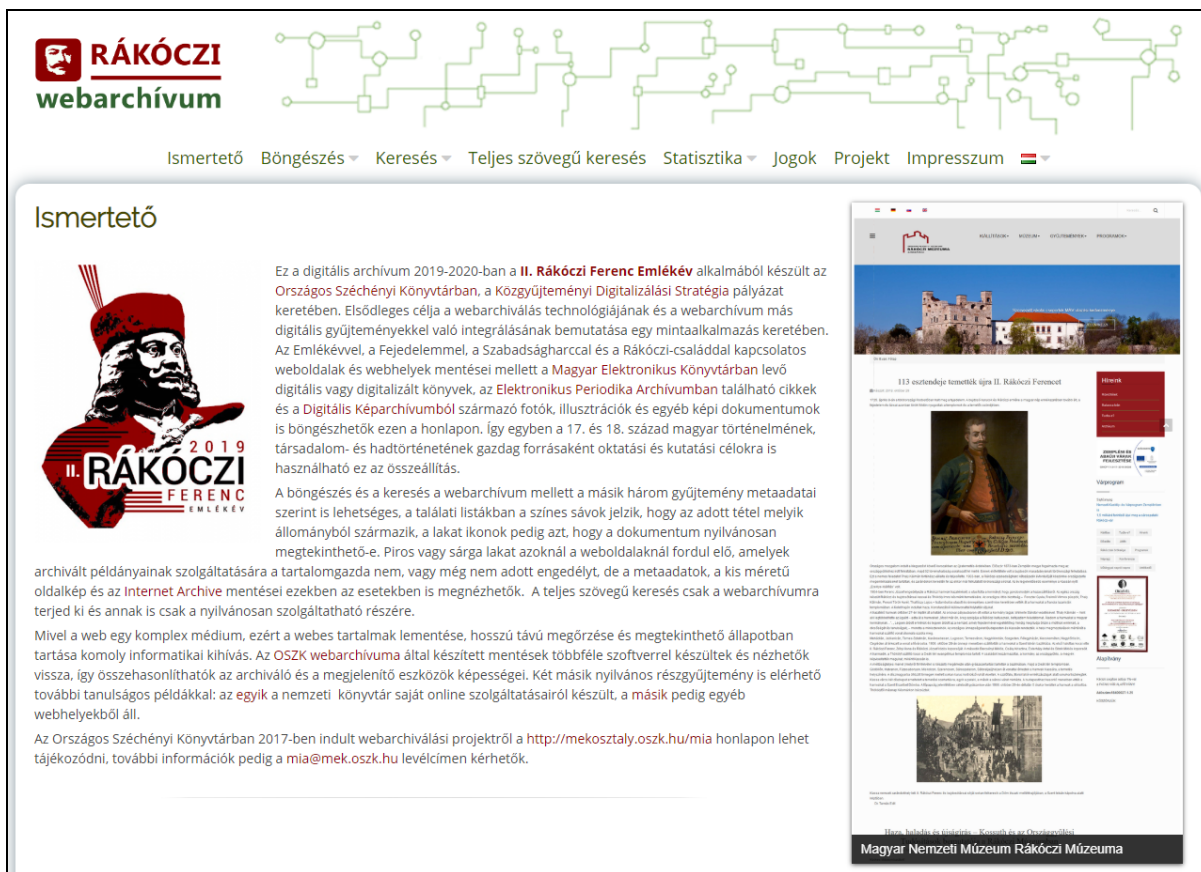 RÁKÓCZI
webarchívum
Ismertető Böngészés Keresés Teljes szövegű keresés Statisztika Jogok Projekt Impresszum
Ismertető
2019
II. RÁKÓCZI
FERENC
EMLÉKÉV
Ez a digitális archívum 2019-2020-ban a II. Rákóczi Ferenc Emlékév alkalmából készült az
Országos Széchényi Könyvtárban, a Közgyűjteményi Digitalizálási Stratégia pályázat
keretében. Elsődleges célja a webarchiválás technológiájának és a webarchívum más
digitális gyűjteményekkel való integrálásának bemutatása egy mintaalkalmazás keretében.
Az Emlékévvel, a Fejedelemmel, a Szabadságharccal és a Rákóczi-családdal kapcsolatos
weboldalak és webhelyek mentései mellett a Magyar Elektronikus Könyvtárban levő
digitális vagy digitalizált könyvek, az Elektronikus Periodika Archívumban található cikkek
és a Digitális Képarchívumból származó fotók, illusztrációk és egyéb képi dokumentumok
is böngészhetők ezen a honlapon. Így egyben a 17. és 18. század magyar történelmének,
társadalom- és hadtörténetének gazdag forrásaként oktatási és kutatási célokra is
használható ez az összeállítás.
A böngészés és a keresés a webarchívum mellett a másik három gyűjtemény metaadatai
szerint is lehetséges, a találati listákban a színes sávok jelzik, hogy az adott tétel melyik
állományból származik, a lakat ikonok pedig azt, hogy a dokumentum nyilvánosan
megtekinthető-e. Piros vagy sárga lakat azoknál a weboldalaknál fordul elő, amelyek
archivált példányainak szolgáltatására a tartalomgazda nem, vagy még nem adott engedélyt, de a metaadatok, a kis méretű
oldalkép és az Internet Archive mentései ezekben az esetekben is megnézhetők. A teljes szövegű keresés csak a webarchívumra
terjed ki és annak is csak a nyilvánosan szolgáltatható részére.
Mivel a web egy komplex médium, ezért a webes tartalmak lementése, hosszú távú megőrzése és megtekinthető állapotban
tartása komoly informatikai kihívás. Az OSZK webarchívuma által készített mentések többféle szoftverrel készültek és nézhetők
vissza, így összehasonlíthatók az archiváló és a megjelenítő eszközök képességei. Két másik nyilvános részgyűjtemény is elérhető
további tanulságos példákkal: az egyik a nemzeti könyvtár saját online szolgáltatásairól készült, a másik pedig egyéb
webhelyekből áll.
Az Országos Széchényi Könyvtárban 2017-ben indult webarchiválási projektről a http://mekosztaly.oszk.hu/mia honlapon lehet
tájékozódni, további információk pedig a mia@mek.oszk.hu levélcímen kérhetők.
113 esztendeje temették újra II. Rákóczi Ferencet
Híreink
Várprogram
Alapítvány
Haza, haladás és újságírás – Kossuth és az Országgyűlési
Magyar Nemzeti Múzeum Rákóczi Múzeuma